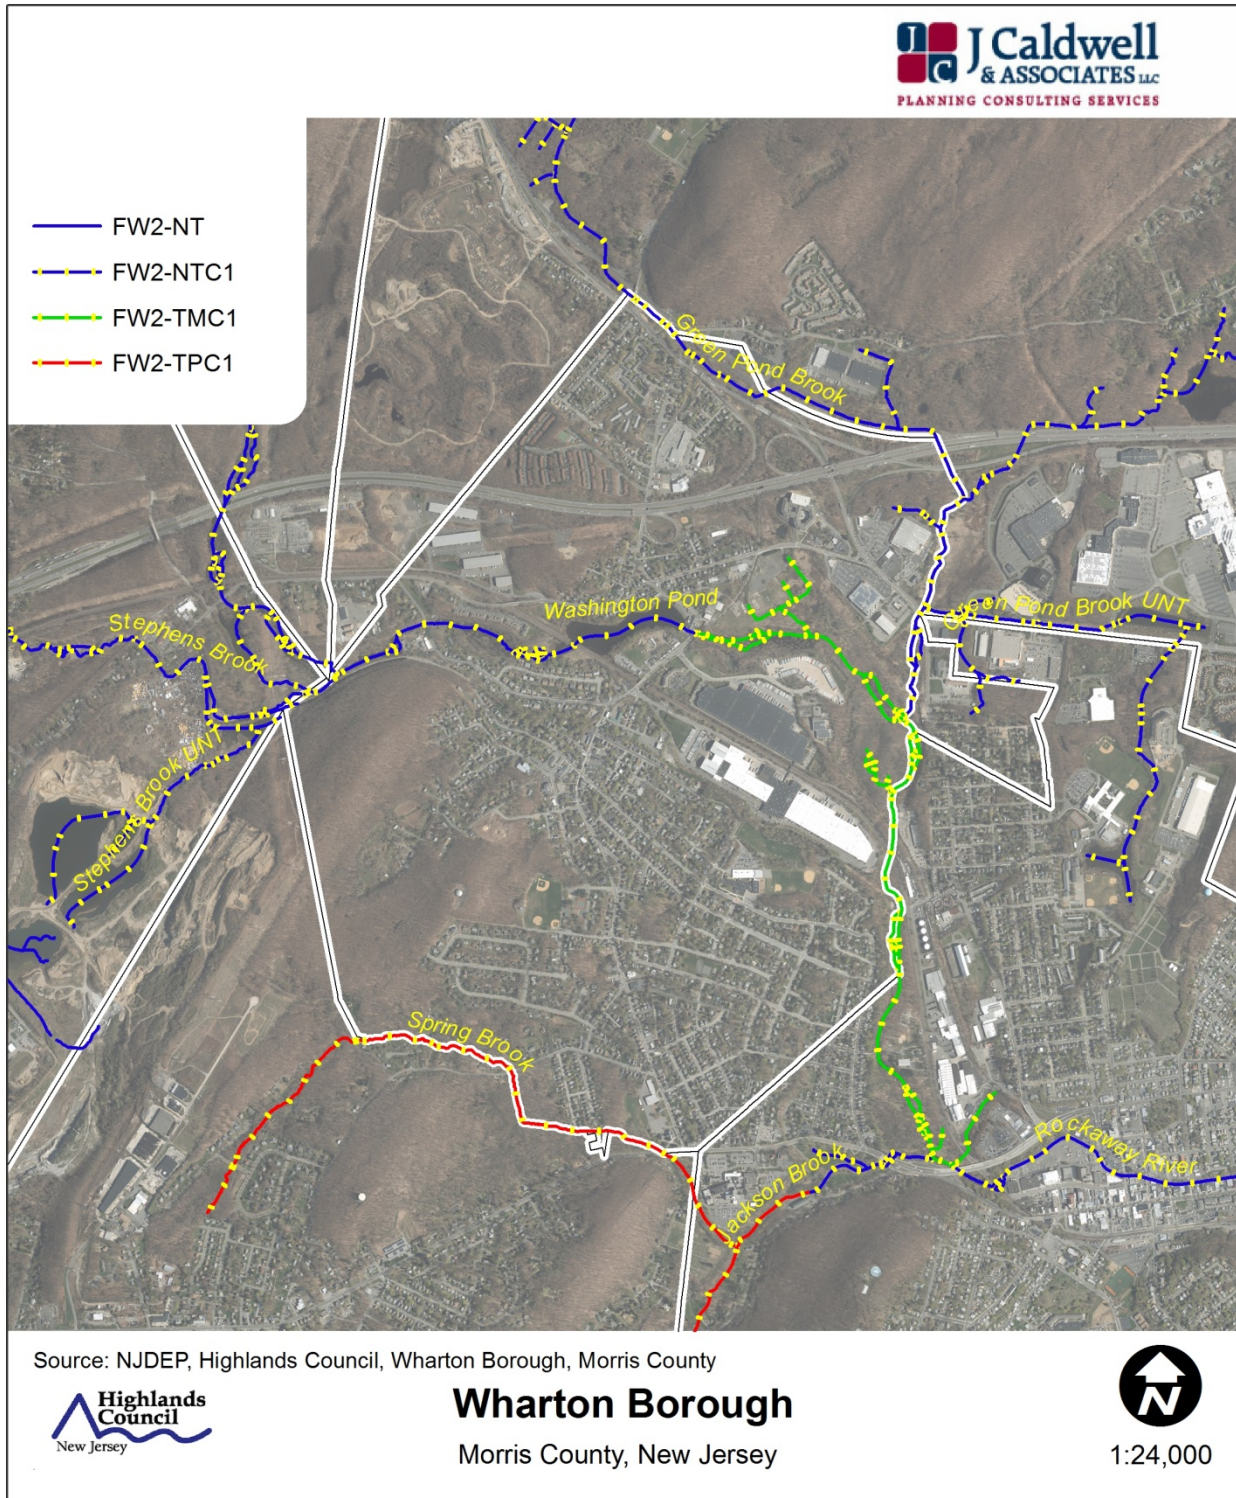 J Caldwell
& ASSOCIATES LLC
PLANNING CONSULTING SERVICES
J
C
FW2-NT
FW2-NTC1
FW2-TMC1
FW2-TPC1
Green Pond Brook
Washington Pond
Green Pond Brook UNT
Stephens Brook
Stephens Brook UNT
Spring Brook
ackson Brook
Rockaway River
Source: NJDEP, Highlands Council, Wharton Borough, Morris County
Highlands
Council
New Jersey
Wharton Borough
Morris County, New Jersey
N
1:24,000